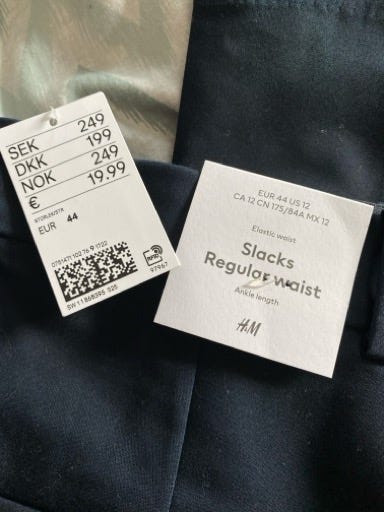 SEK 249
DKK 199
NOK 249
€ 19.99
EUR 44
92967
EUR 44 US 12
CA 12 CN 175/84A MX 12
Elastic waist
Slacks
Regular waist
Ankle length
H&M